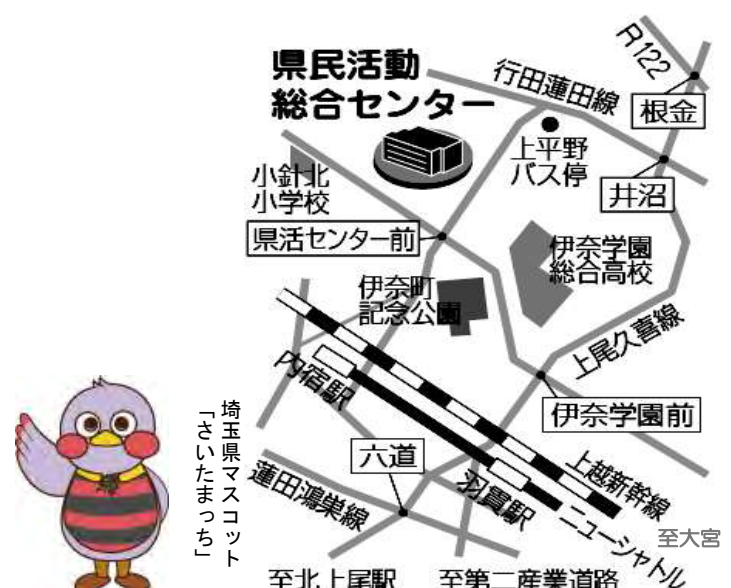 県民活動
総合センター
行田蓮田線
R122
根金
上平野
バス停
井沼
小針北
小学校
県活センター前
伊奈学園
総合高校
伊奈町
記念公園
上尾久喜線
内宿駅
伊奈学園前
六道
上越新幹線
羽貫駅
蓮田鴻巣線
ニューシャトル
至大宮
至北上尾駅
至第二産業道路
埼玉県マスコット
「さいたまっち」